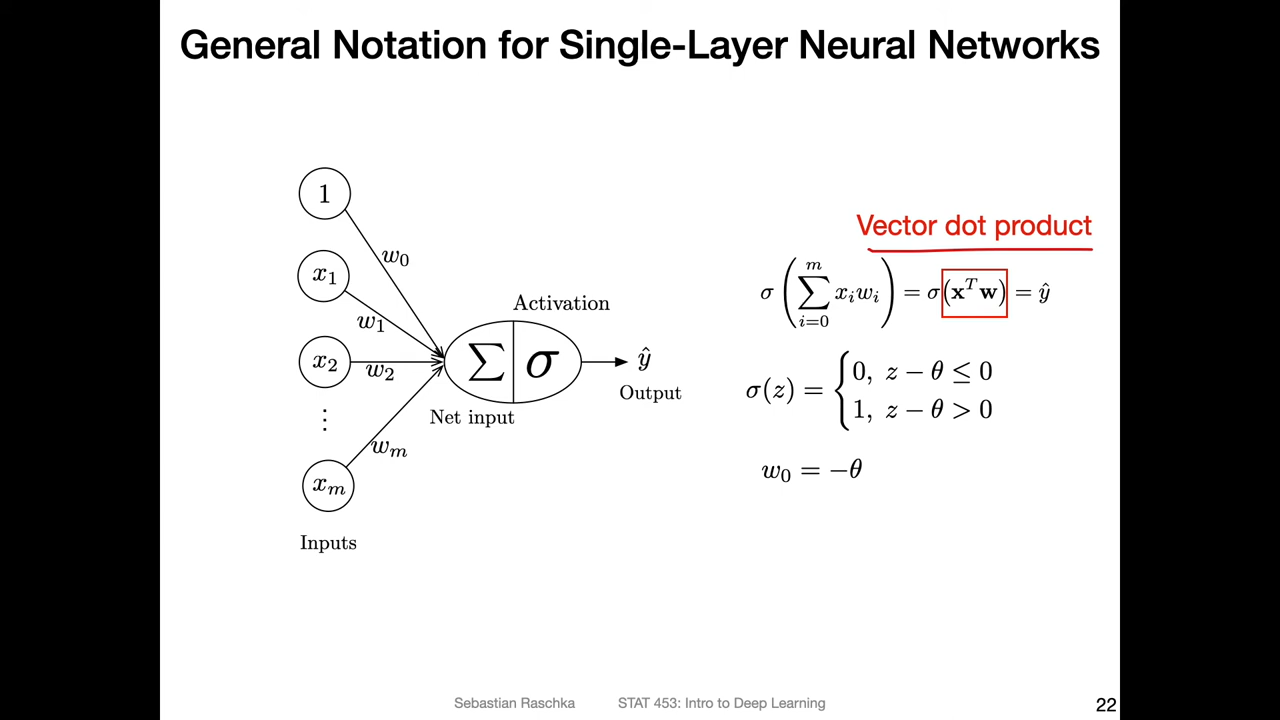 General Notation for Single-Layer Neural Networks
1
w₀
x₁
w₁
x₂
w₂
⋮
xₘ
wₘ
Inputs
Activation
∑ σ
Net input
ŷ
Output
Vector dot product
σ(∑ᵢ₌₀ᵐ xᵢwᵢ) = σ(𝐱ᵀ𝐰) = ŷ
σ(z) = {0, z − θ ≤ 0
1, z − θ > 0
w₀ = −θ
Sebastian Raschka STAT 453: Intro to Deep Learning 22